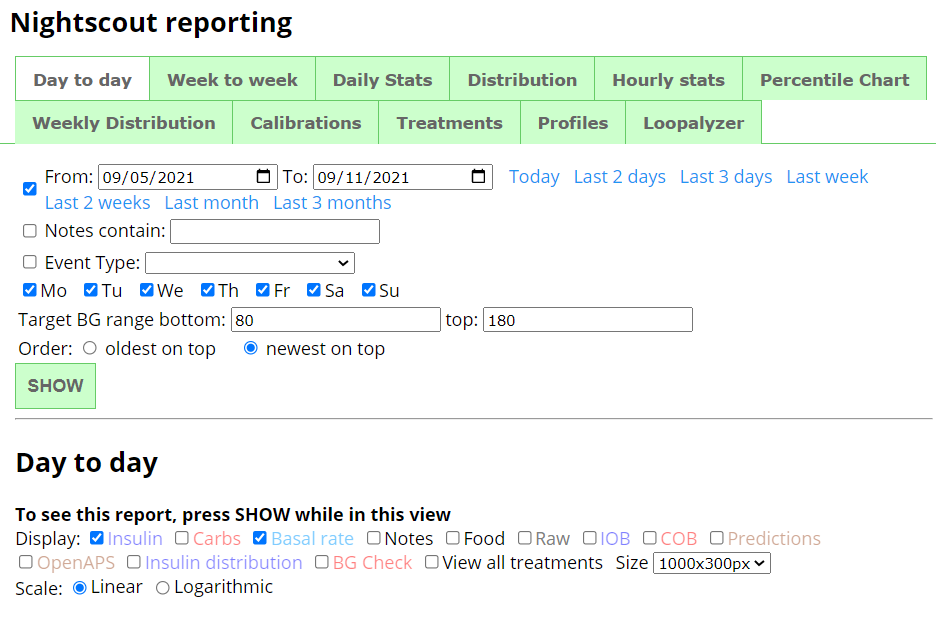 Nightscout reporting
Day to day Week to week Daily Stats Distribution Hourly stats Percentile Chart
Weekly Distribution Calibrations Treatments Profiles Loopalyzer
From: 09/05/2021 To: 09/11/2021 Today Last 2 days Last 3 days Last week
Last 2 weeks Last month Last 3 months
Notes contain:
Event Type:
Mo Tu We Th Fr Sa Su
Target BG range bottom: 80 top: 180
Order: oldest on top newest on top
SHOW
Day to day
To see this report, press SHOW while in this view
Display: Insulin Carbs Basal rate Notes Food Raw IOB COB Predictions
OpenAPS Insulin distribution BG Check View all treatments Size 1000x300px
Scale: Linear Logarithmic